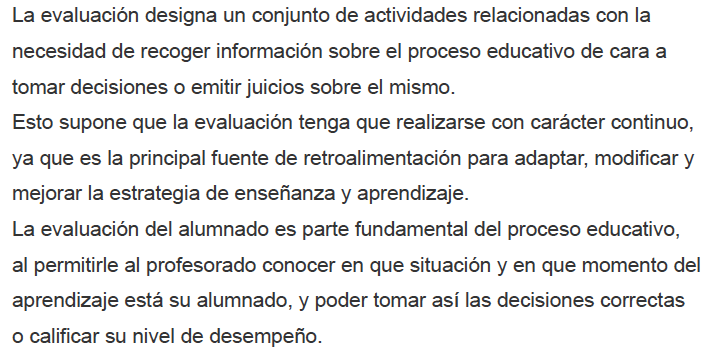 La evaluación designa un conjunto de actividades relacionadas con la
necesidad de recoger información sobre el proceso educativo de cara a
tomar decisiones o emitir juicios sobre el mismo.
Esto supone que la evaluación tenga que realizarse con carácter continuo,
ya que es la principal fuente de retroalimentación para adaptar, modificar y
mejorar la estrategia de enseñanza y aprendizaje.
La evaluación del alumnado es parte fundamental del proceso educativo,
al permitirle al profesorado conocer en que situación y en que momento del
aprendizaje está su alumnado, y poder tomar así las decisiones correctas
o calificar su nivel de desempeño.